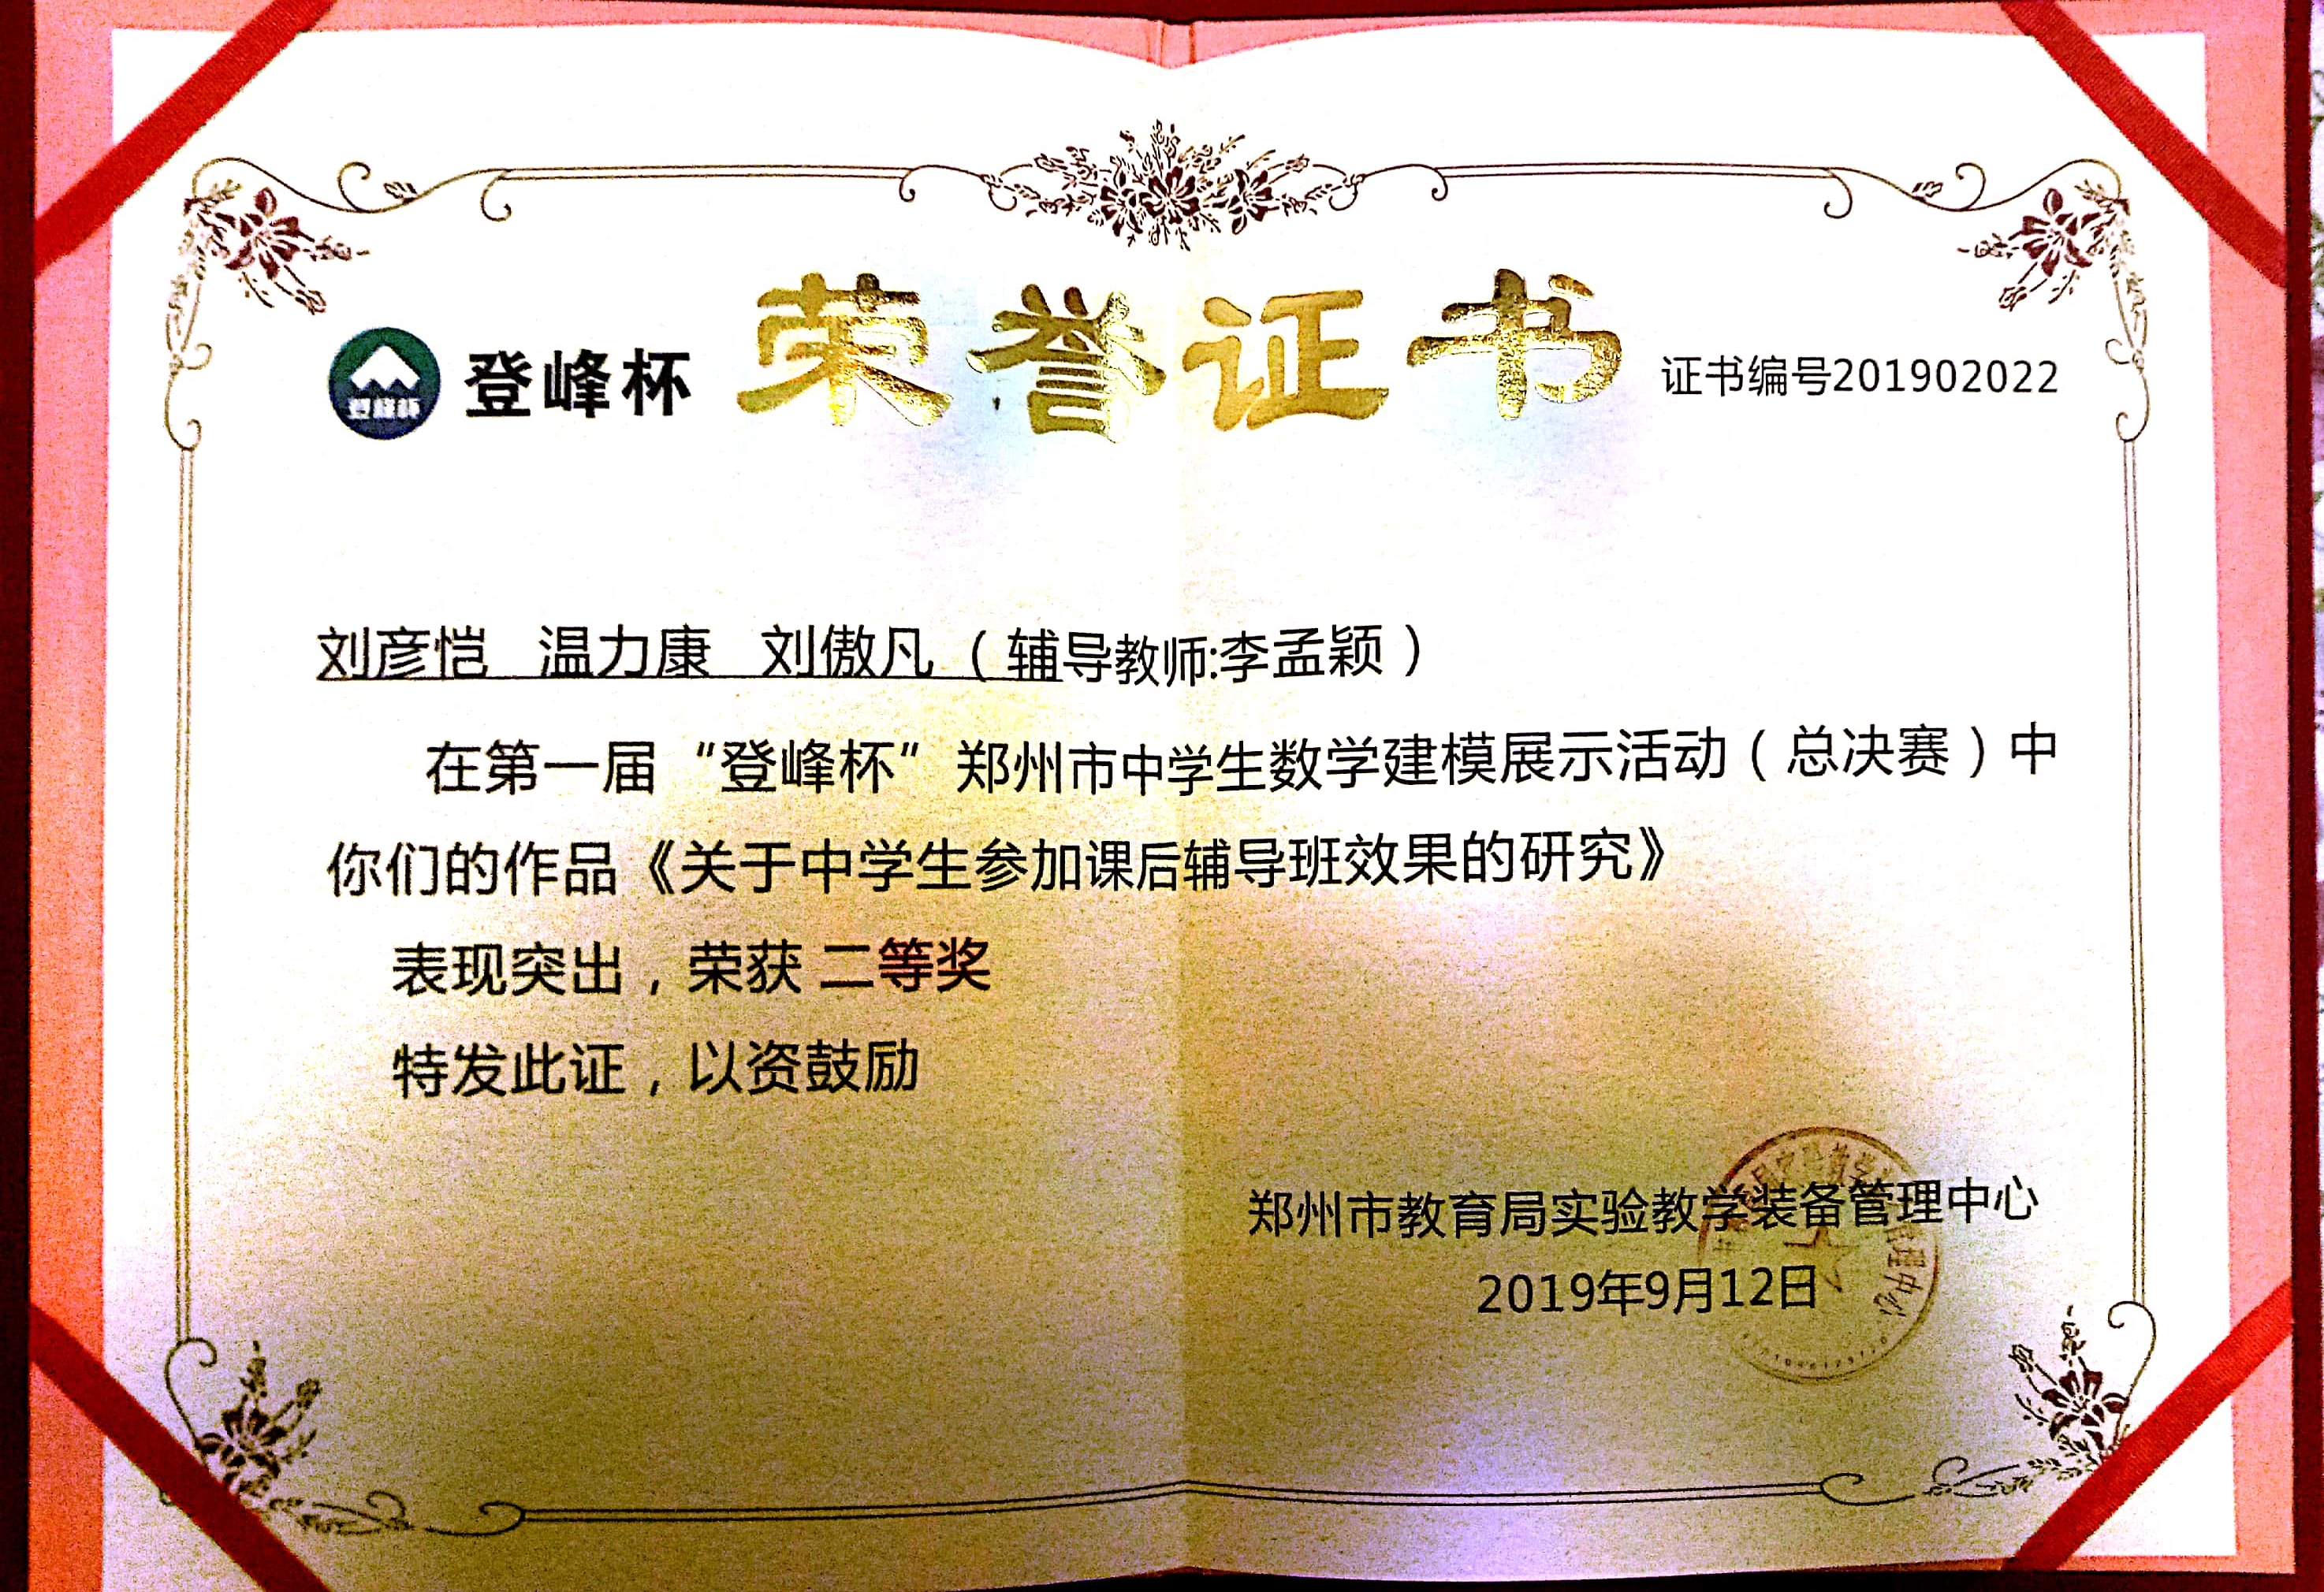 登峰杯 荣誉证书 证书编号201902022
登峰杯
刘彦恺 温力康 刘傲凡（辅导教师:李孟颖）
在第一届“登峰杯”郑州市中学生数学建模展示活动（总决赛）中
你们的作品《关于中学生参加课后辅导班效果的研究》
表现突出，荣获 二等奖
特发此证，以资鼓励
郑州市教育局实验教学装备管理中心
2019年9月12日